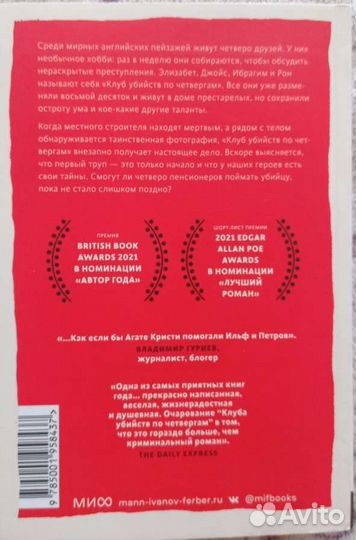 Среди мирных английских пейзажей живут четверо друзей. У них
необычное хобби: раз в неделю они собираются, чтобы обсудить
нераскрытые преступления. Элизабет, Джойс, Ибрагим и Рон
называют себя «Клуб убийств по четвергам». Все они уже разме-
няли восьмой десяток и живут в доме престарелых, но сохранили
остроту ума и кое-какие другие таланты.
Когда местного строителя находят мертвым, а рядом с телом
обнаруживается таинственная фотография, «Клуб убийств по чет-
вергам» внезапно получает настоящее дело. Вскоре выясняется,
что первый труп — это только начало и что у наших героев есть
свои тайны. Смогут ли четверо пенсионеров поймать убийцу,
пока не стало слишком поздно?
ПРЕМИЯ
BRITISH BOOK
AWARDS 2021
В НОМИНАЦИИ
«АВТОР ГОДА»
ШОРТ-ЛИСТ ПРЕМИИ
2021 EDGAR
ALLAN POE
AWARDS
В НОМИНАЦИИ
«ЛУЧШИЙ
РОМАН»
«...Как если бы Агате Кристи помогали Ильф и Петров».
ВЛАДИМИР ГУРИЕВ,
журналист, блогер
«Одна из самых приятных книг
года... прекрасно написанная,
веселая, жизнерадостная
и душевная. Очарование "Клуба
убийств по четвергам" в том,
что это гораздо больше, чем
криминальный роман».
THE DAILY EXPRESS
9 785001 958437 >
МИФ mann-ivanov-ferber.ru @mifbooks
Avito